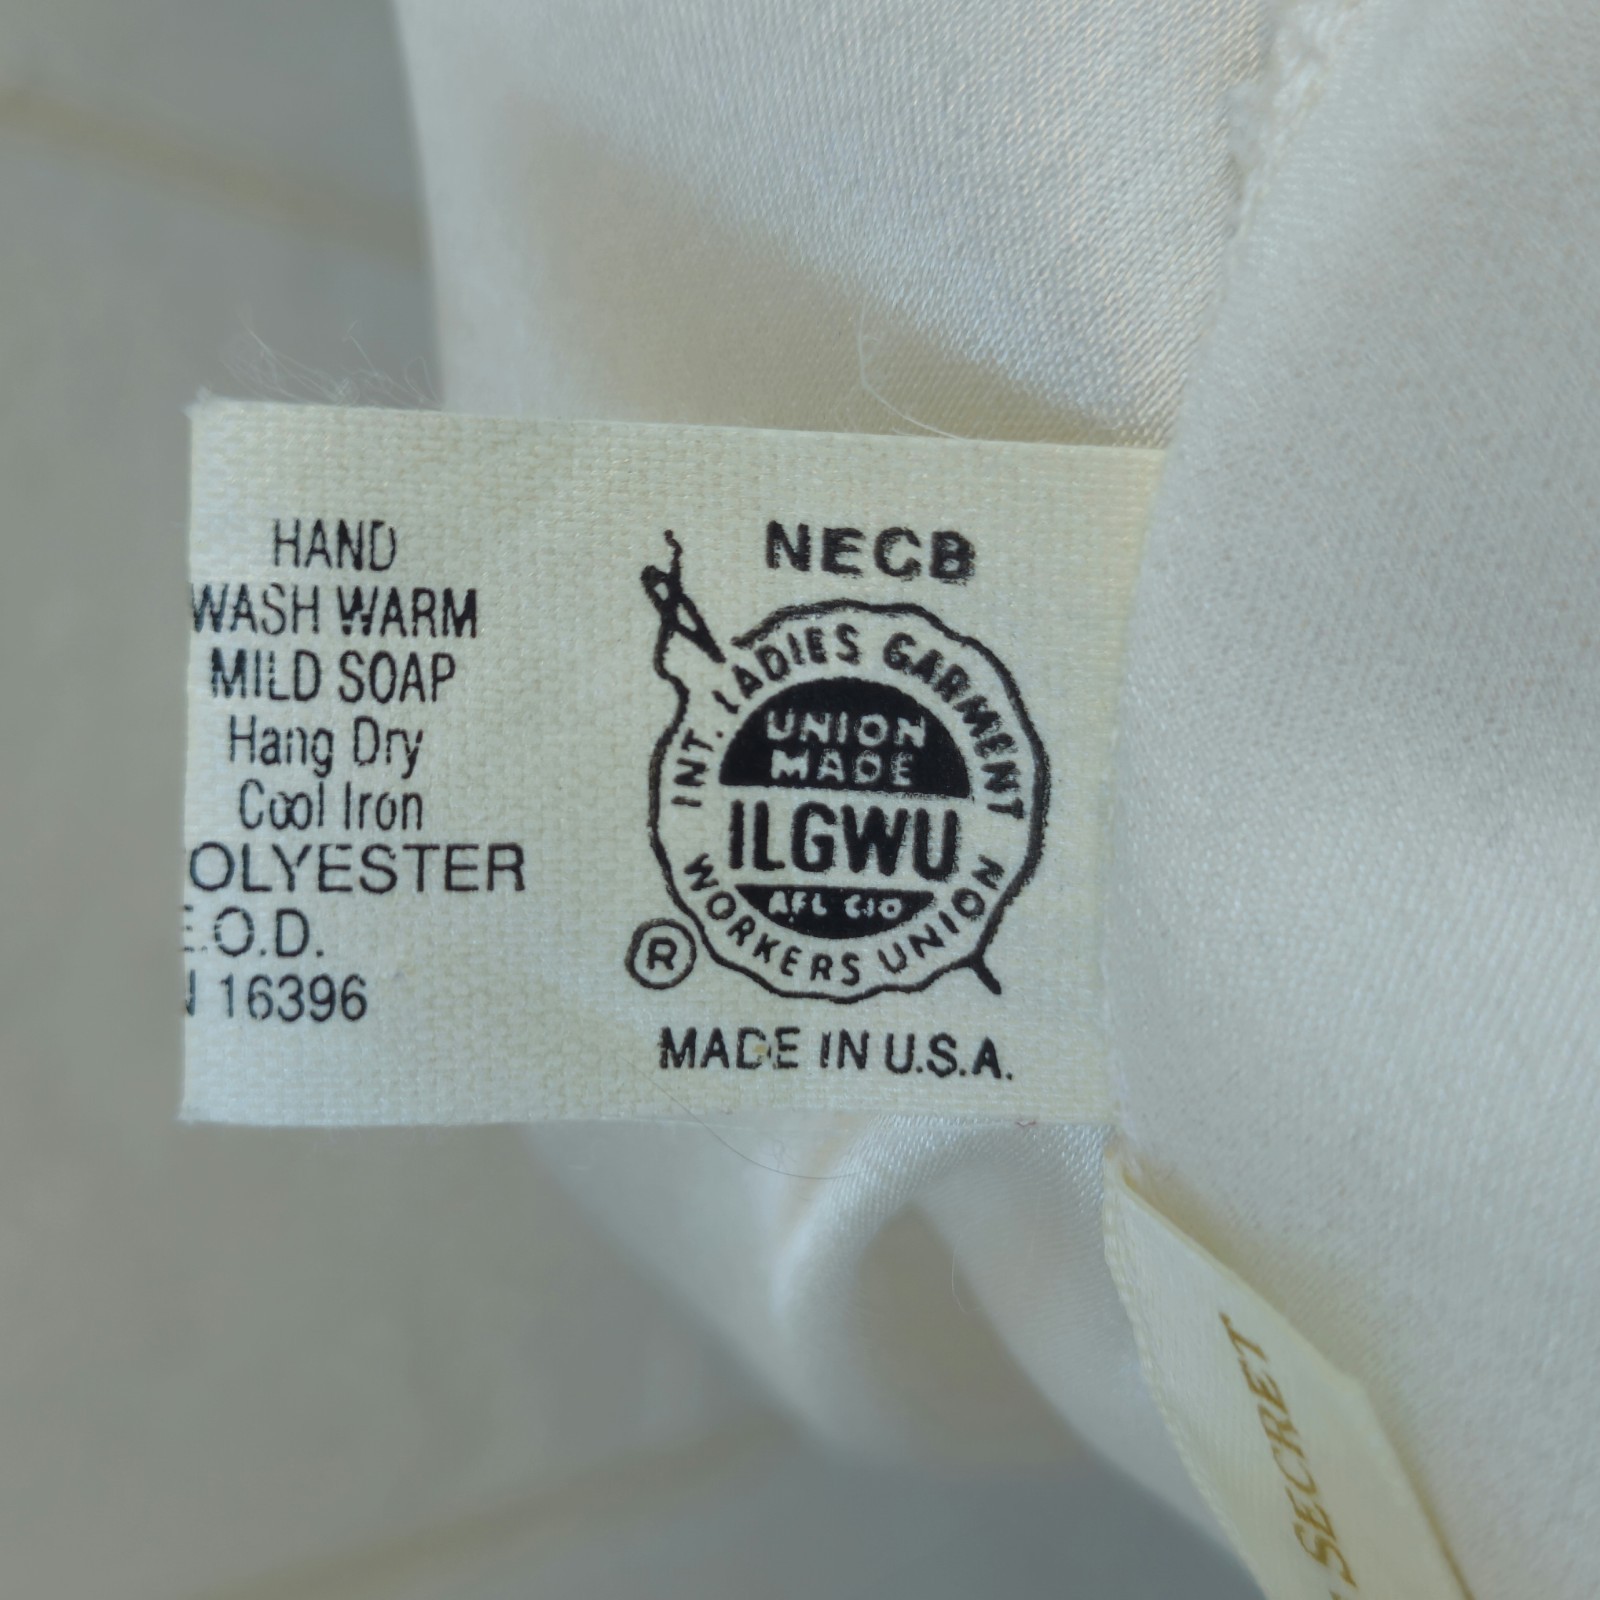 HAND
WASH WARM
MILD SOAP
Hang Dry
Cool Iron
OLYESTER
E.O.D.
N 16396
NECB
INT. LADIES GARMENT
WORKERS UNION
UNION
MADE
ILGWU
AFL CIO
®
MADE IN U.S.A.
SECRET